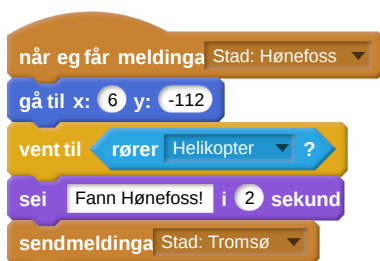 når eg får meldinga Stad: Hønefoss
gå til x: 6 y: -112
vent til rører Helikopter ?
sei Fann Hønefoss! i 2 sekund
sendmeldinga Stad: Tromsø